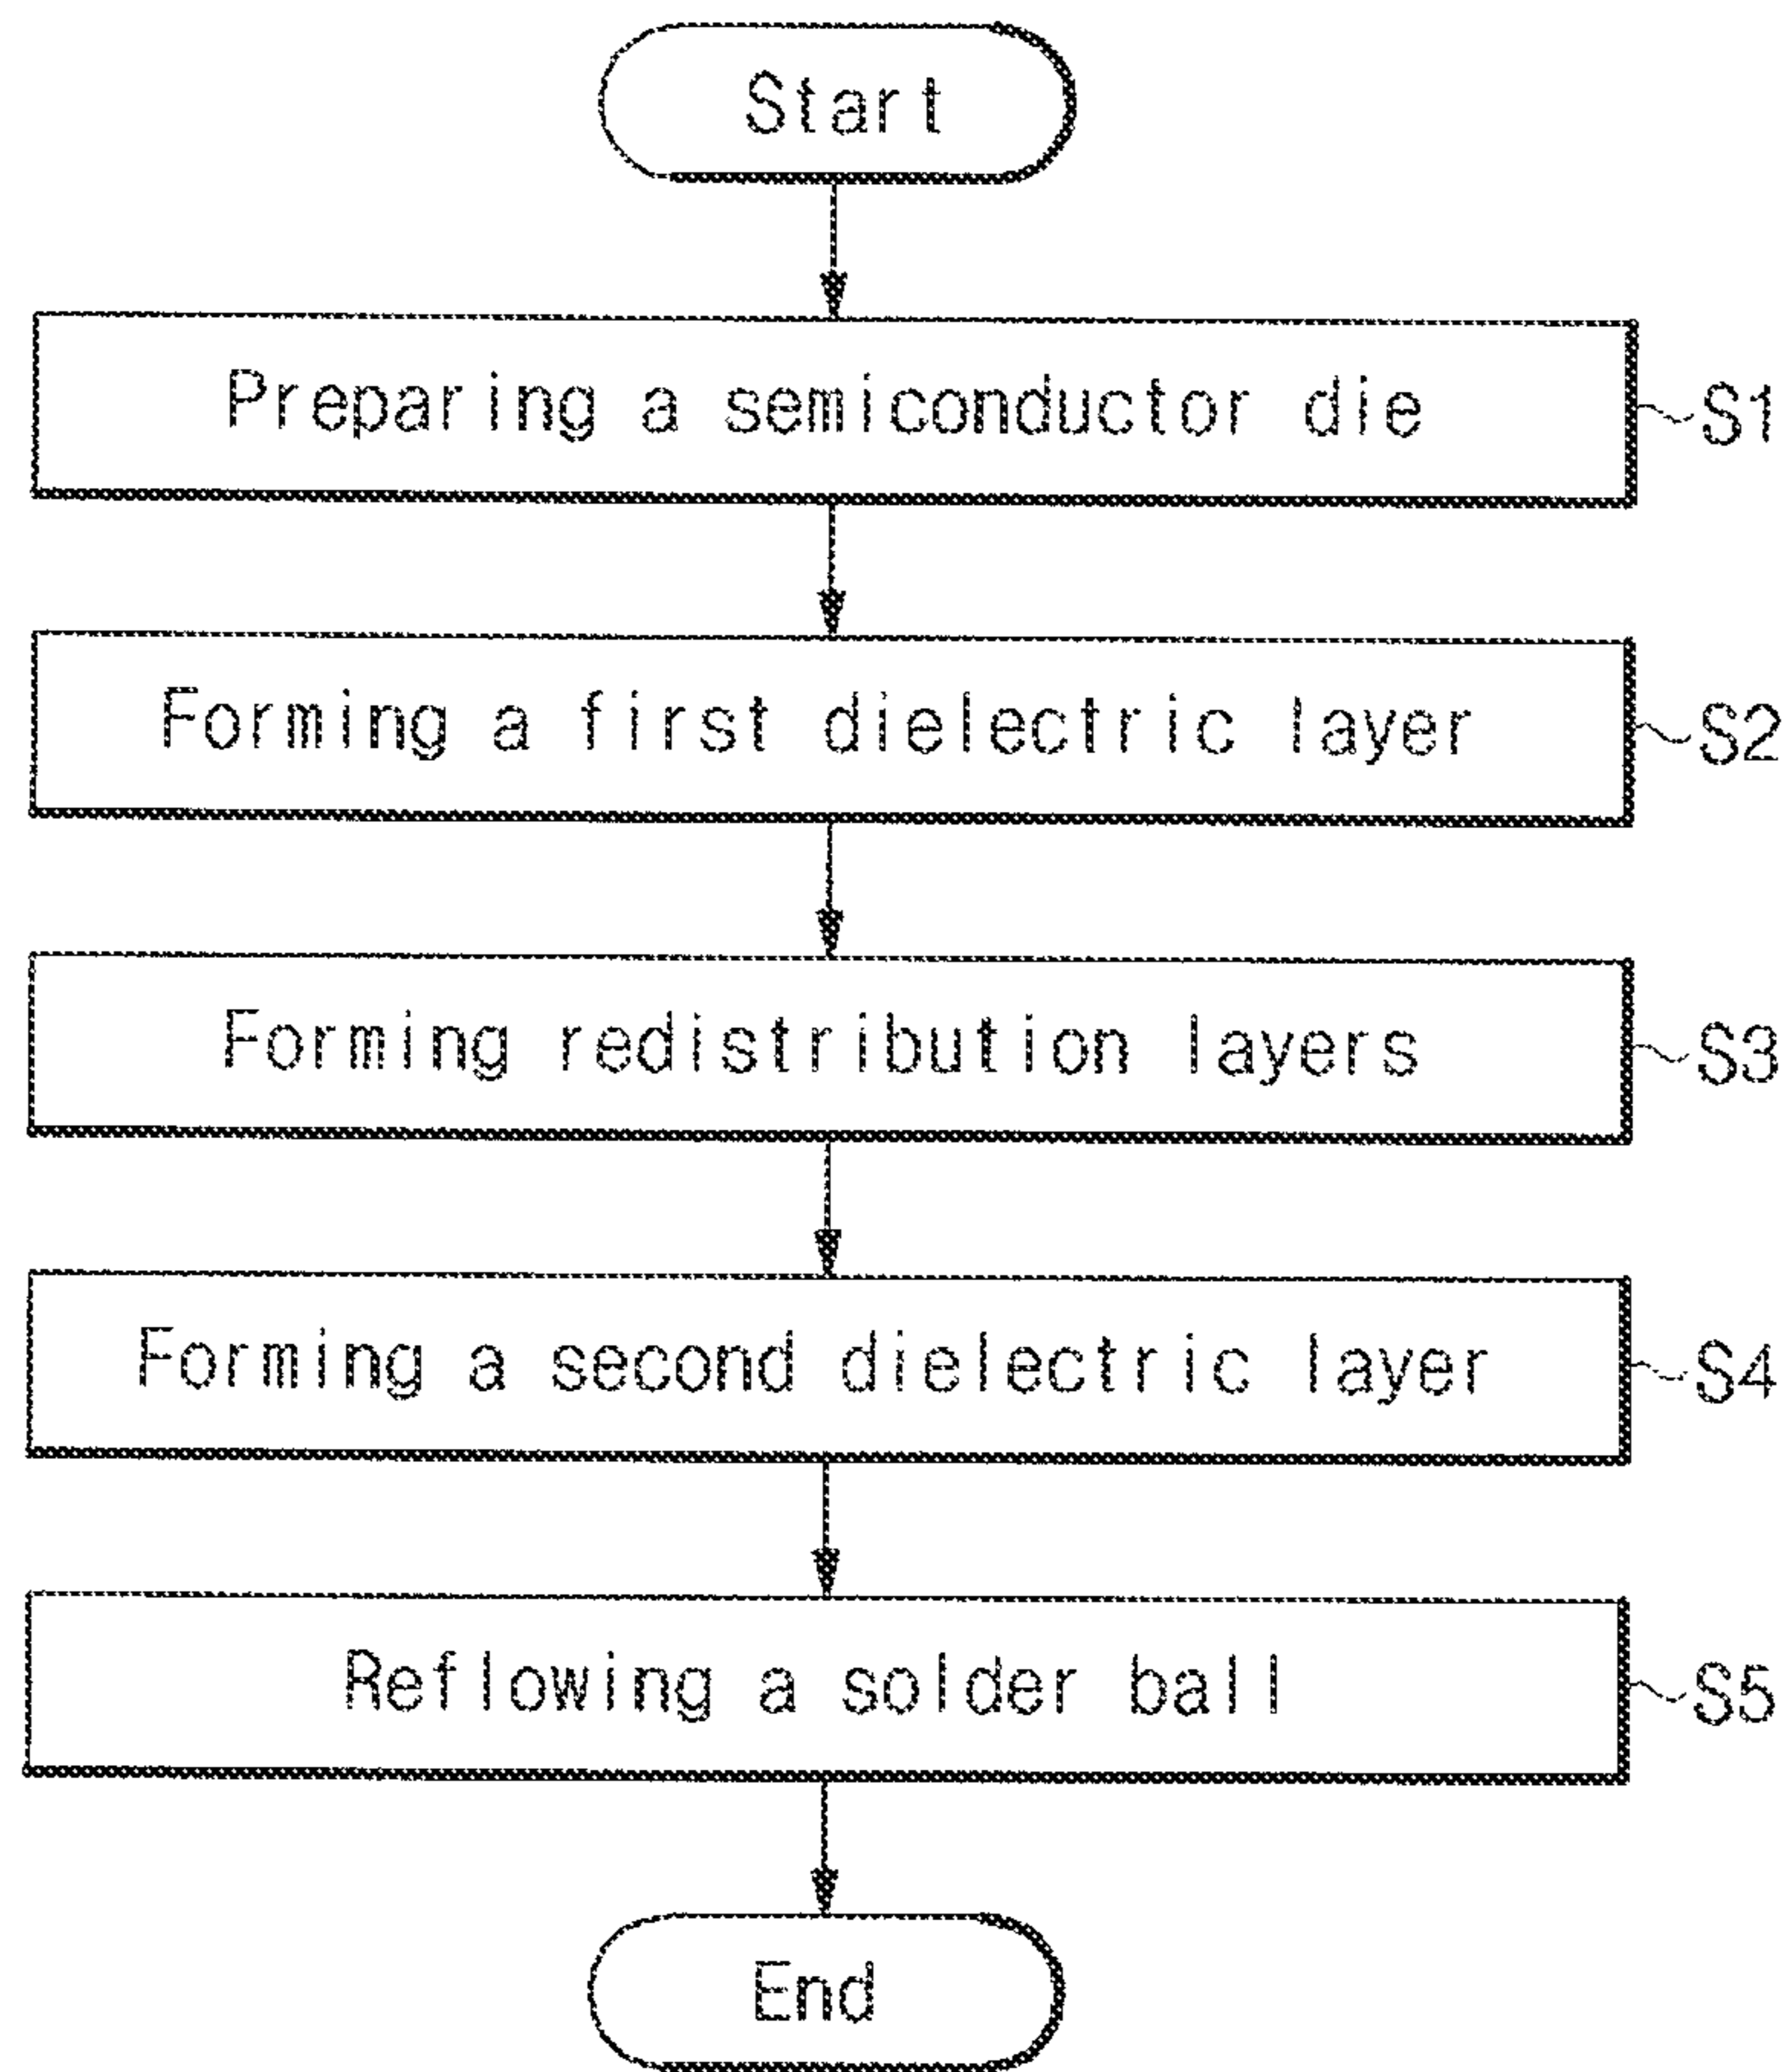 Start
Preparing a semiconductor die
S1
Forming a first dielectric layer
S2
Forming redistribution layers
S3
Forming a second dielectric layer
S4
Reflowing a solder ball
S5
End